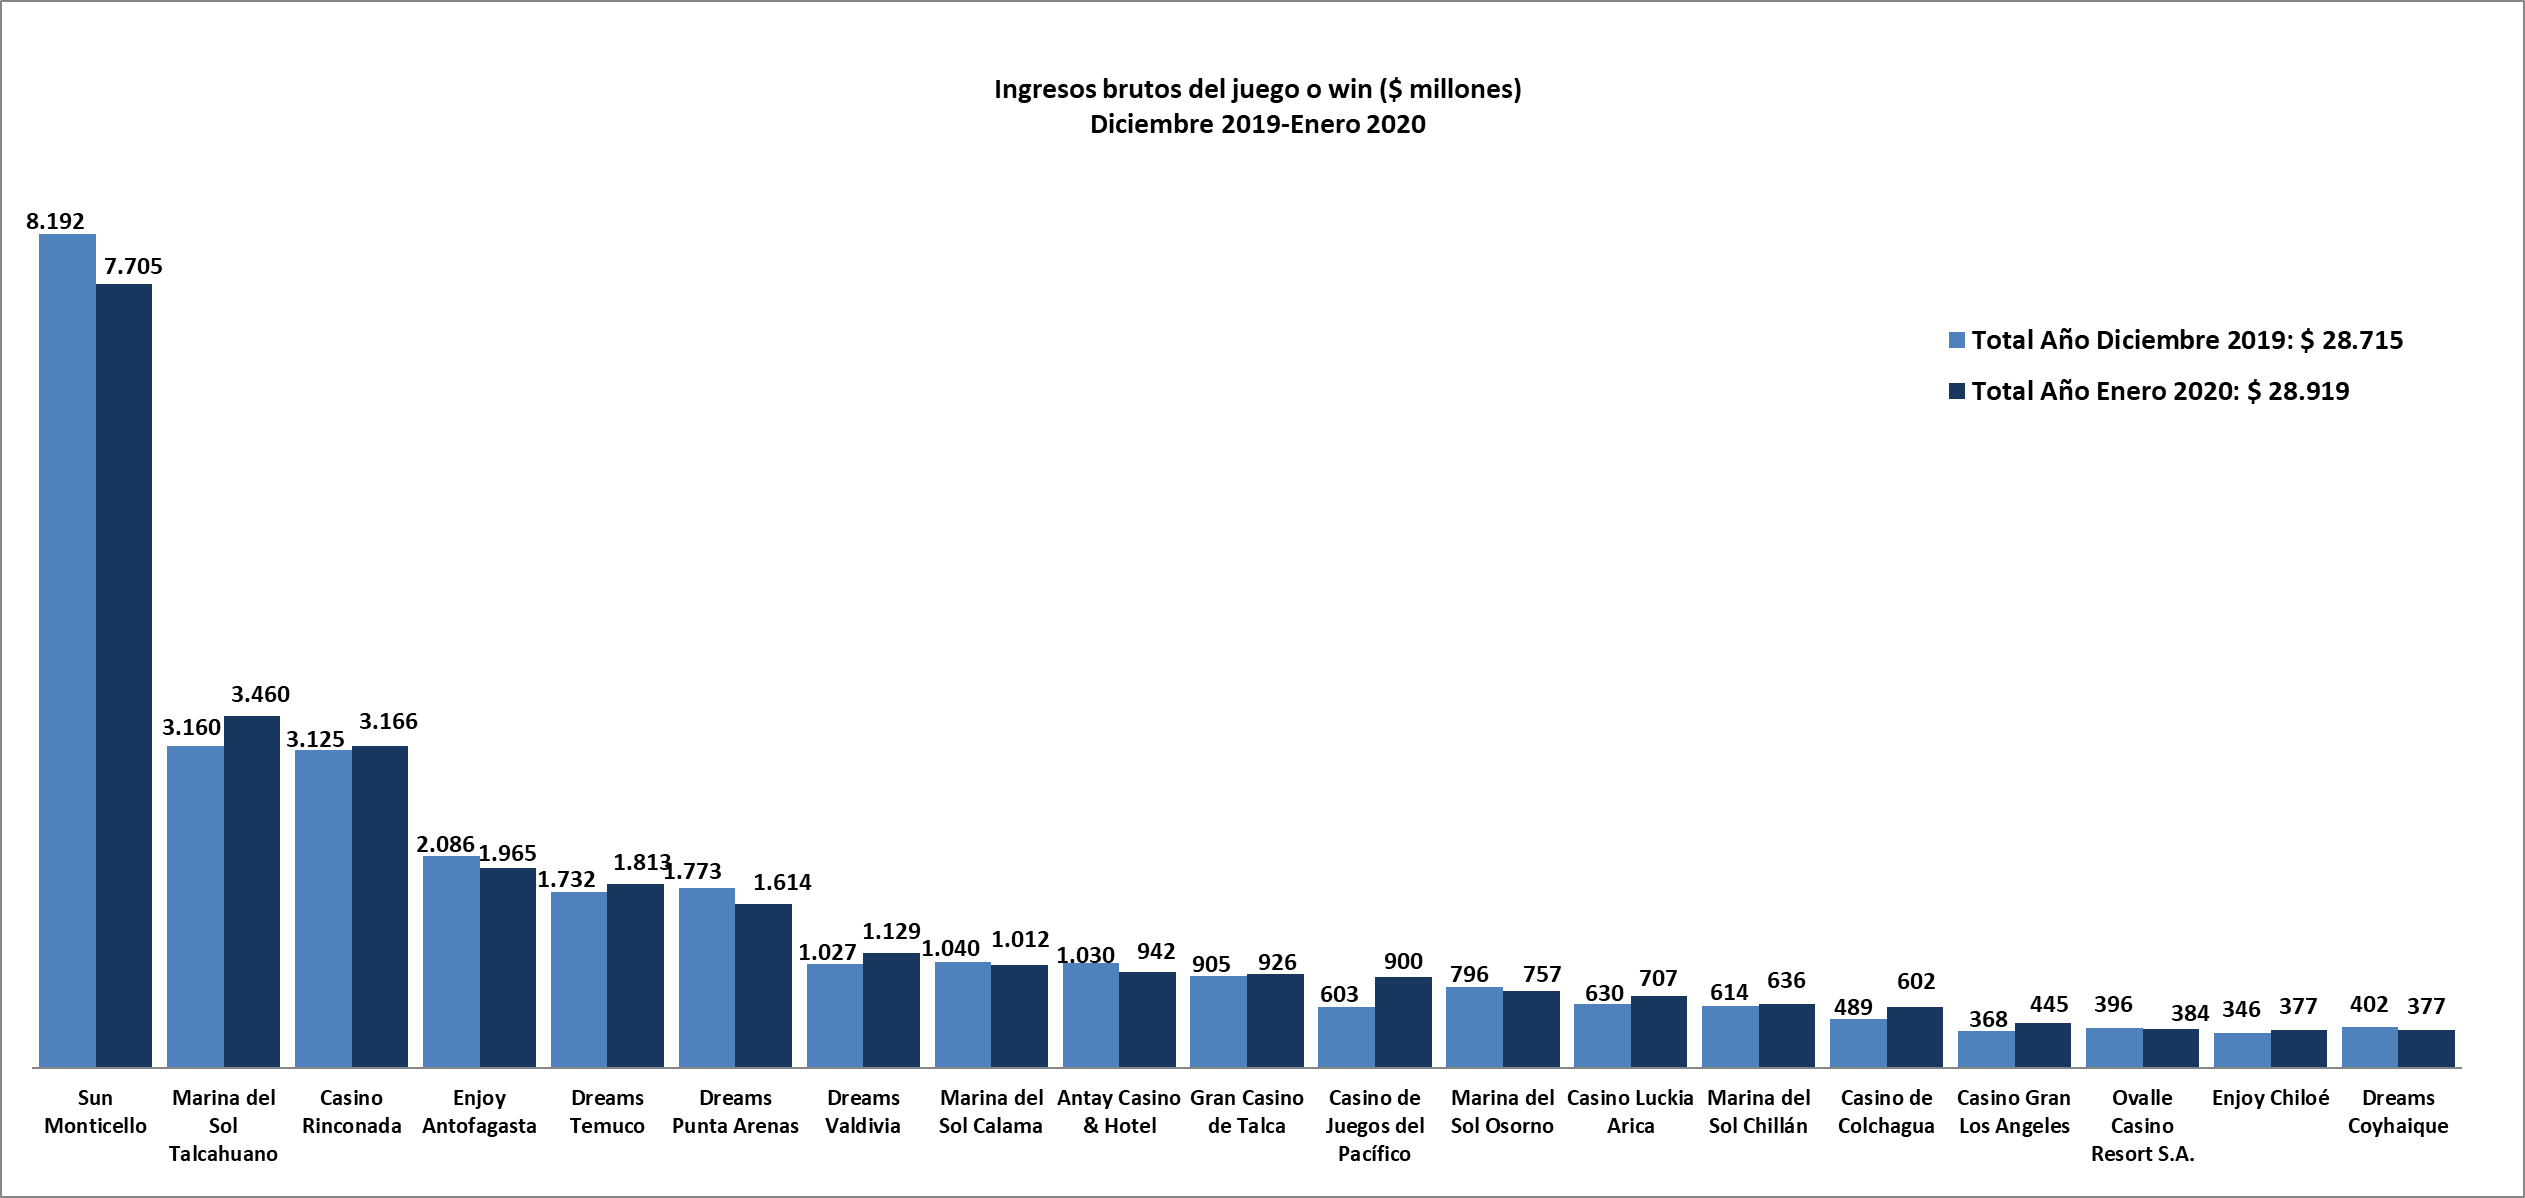 Ingresos brutos del juego o win ($ millones)
Diciembre 2019-Enero 2020
Total Año Diciembre 2019: $ 28.715
Total Año Enero 2020: $ 28.919
8.192
7.705
3.160
3.460
3.125
3.166
2.086
1.965
1.732
1.813
1.773
1.614
1.027
1.129
1.040
1.012
1.030
942
905
926
603
900
796
757
630
707
614
636
489
602
368
445
396
384
346
377
402
377
Sun
Monticello
Marina del
Sol
Talcahuano
Casino
Rinconada
Enjoy
Antofagasta
Dreams
Temuco
Dreams
Punta Arenas
Dreams
Valdivia
Marina del
Sol Calama
Antay Casino
& Hotel
Gran Casino
de Talca
Casino de
Juegos del
Pacífico
Marina del
Sol Osorno
Casino Luckia
Arica
Marina del
Sol Chillán
Casino de
Colchagua
Casino Gran
Los Angeles
Ovalle
Casino
Resort S.A.
Enjoy Chiloé
Dreams
Coyhaique